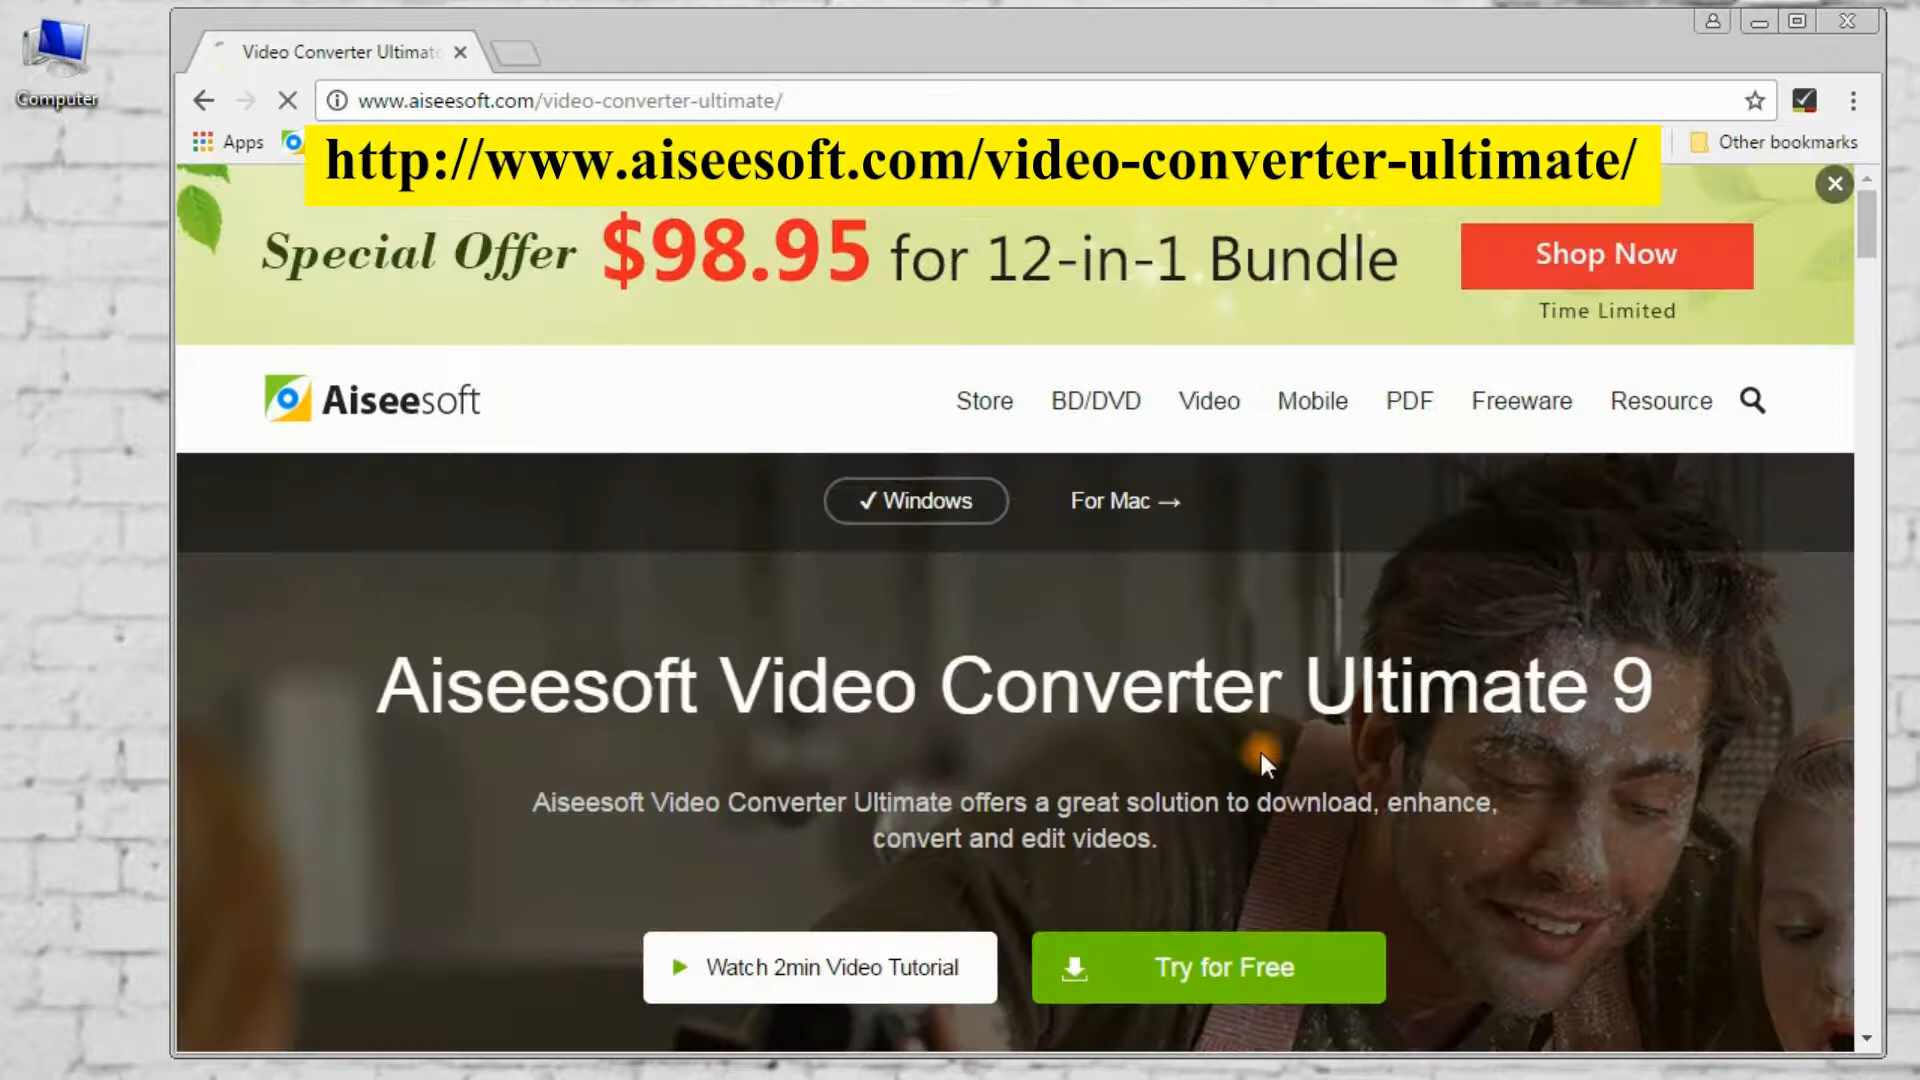 Computer
Video Converter Ultimat
www.aiseesoft.com/video-converter-ultimate/
Apps
Other bookmarks
http://www.aiseesoft.com/video-converter-ultimate/
Special Offer $98.95 for 12-in-1 Bundle
Shop Now
Time Limited
Aiseesoft
Store BD/DVD Video Mobile PDF Freeware Resource
✓ Windows For Mac →
Aiseesoft Video Converter Ultimate 9
Aiseesoft Video Converter Ultimate offers a great solution to download, enhance,
convert and edit videos.
Watch 2min Video Tutorial
Try for Free